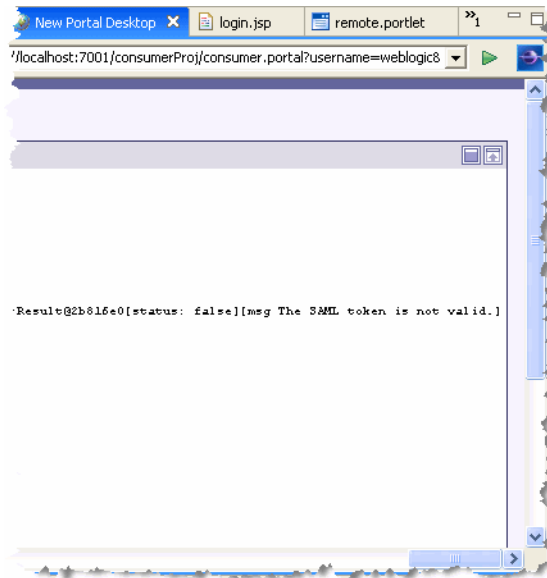 New Portal Desktop login.jsp remote.portlet »1
/localhost:7001/consumerProj/consumer.portal?username=weblogic&
Result@2b816e0[status: false][msg The SAML token is not valid.]